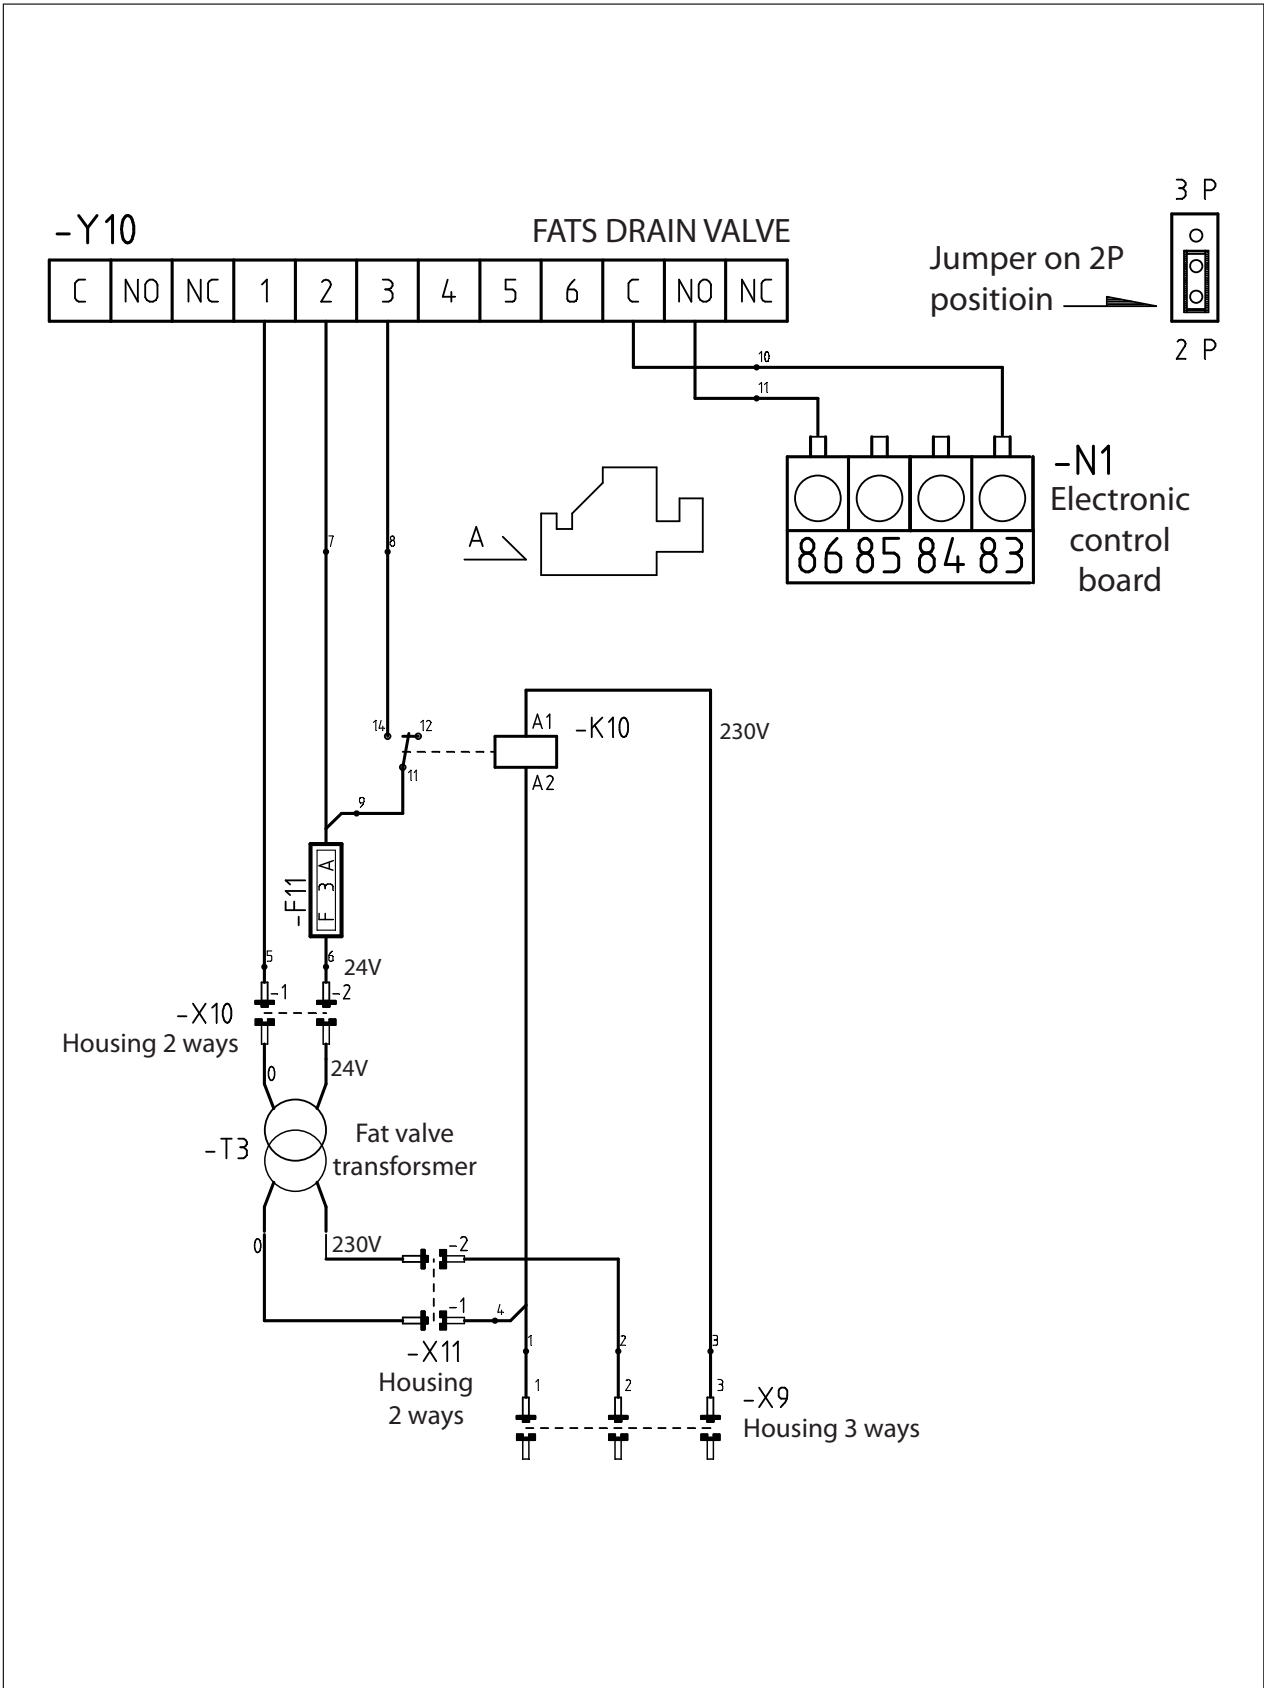 3 P
-Y10 FATS DRAIN VALVE
Jumper on 2P
positioin
C NO NC 1 2 3 4 5 6 C NO NC
2 P
10
11
-N1
Electronic
control
board
86 85 84 83
A
7 8
14 12
11
A1
-K10
230V
A2
9
-F11
F 3 A
5 6
24V
-1 -2
-X10
Housing 2 ways
0 24V
-T3
Fat valve
transforsmer
0 230V
-2
-1 4
-X11
Housing
2 ways
1 2 3
1 2 3
-X9
Housing 3 ways